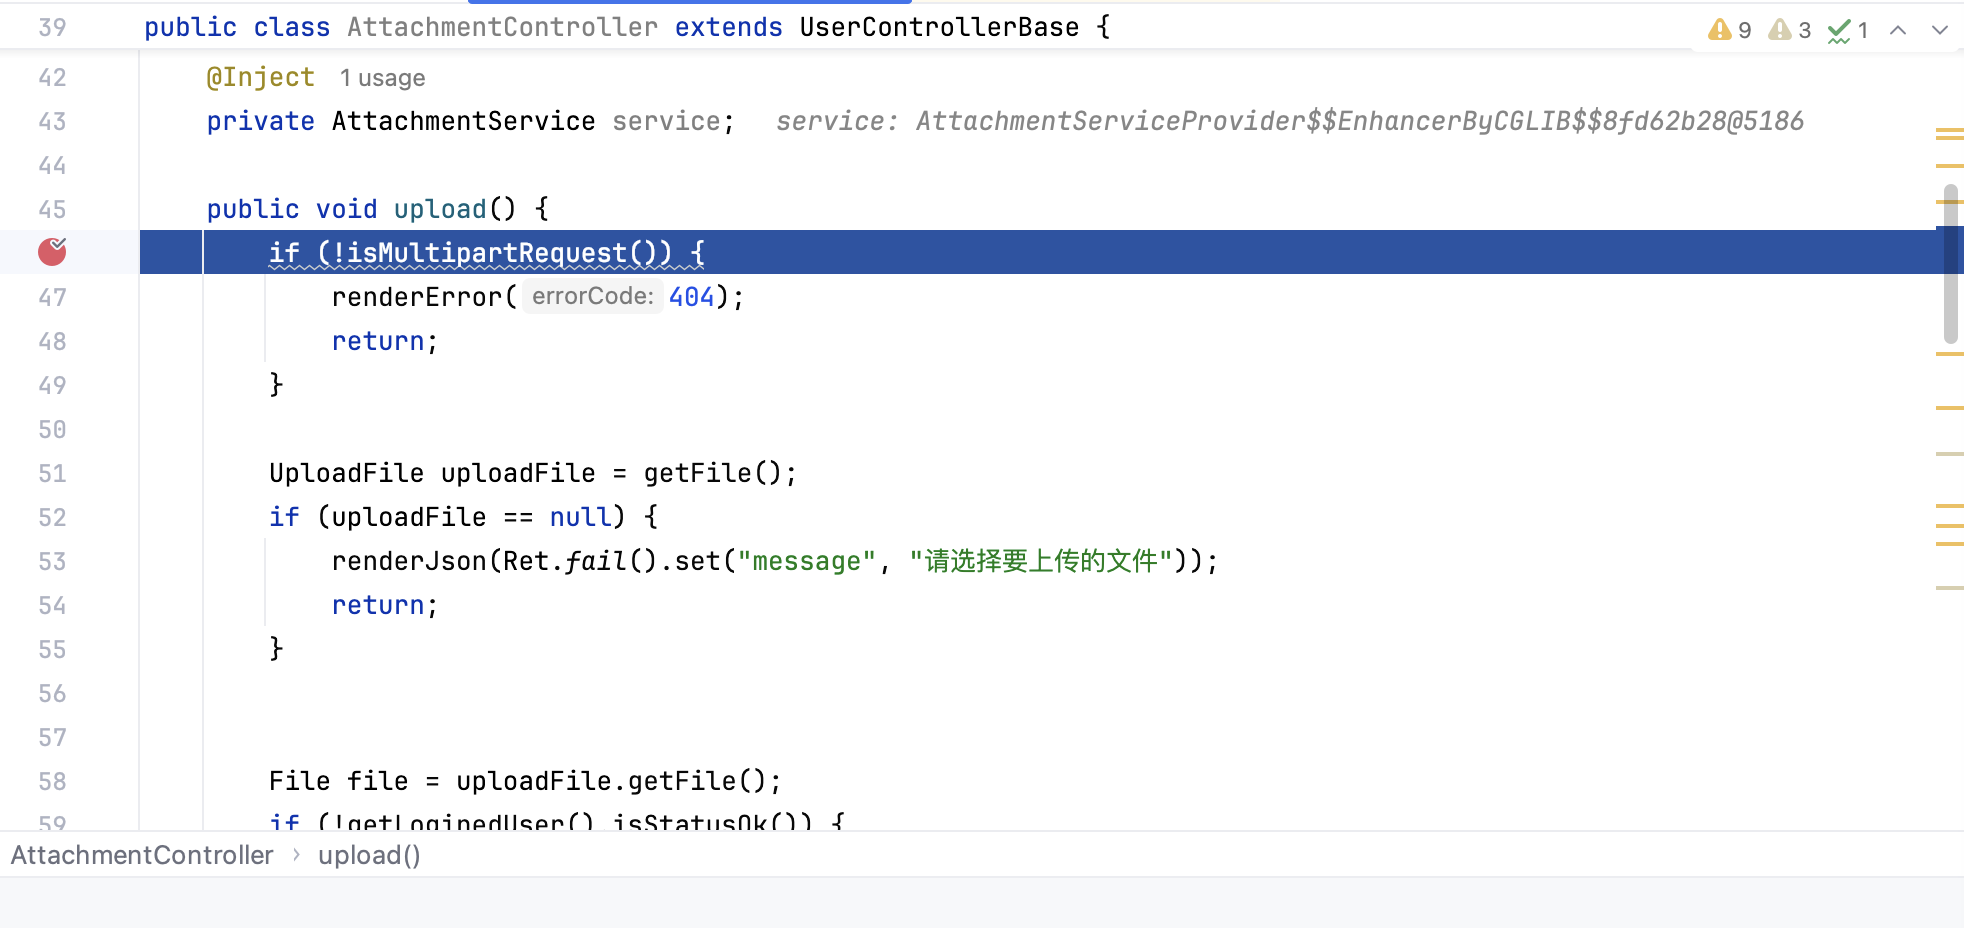 39 public class AttachmentController extends UserControllerBase { 9 3 1
42 @Inject 1 usage
43 private AttachmentService service; service: AttachmentServiceProvider$$EnhancerByCGLIB$$8fd62b28@5186
44
45 public void upload() {
if (!isMultipartRequest()) {
47 renderError( errorCode: 404);
48 return;
49 }
50
51 UploadFile uploadFile = getFile();
52 if (uploadFile == null) {
53 renderJson(Ret.fail().set("message", "请选择要上传的文件"));
54 return;
55 }
56
57
58 File file = uploadFile.getFile();
59 if (!getLoginedUser().isStatusOk()) {
AttachmentController › upload()